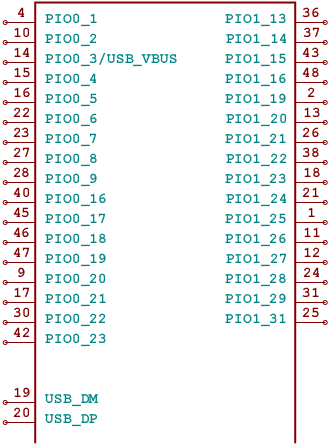 4 PIO0_1 PIO1_13 36
10 PIO0_2 PIO1_14 37
14 PIO0_3/USB_VBUS PIO1_15 43
15 PIO0_4 PIO1_16 48
16 PIO0_5 PIO1_19 2
22 PIO0_6 PIO1_20 13
23 PIO0_7 PIO1_21 26
27 PIO0_8 PIO1_22 38
28 PIO0_9 PIO1_23 18
40 PIO0_16 PIO1_24 21
45 PIO0_17 PIO1_25 1
46 PIO0_18 PIO1_26 11
47 PIO0_19 PIO1_27 12
9 PIO0_20 PIO1_28 24
17 PIO0_21 PIO1_29 31
30 PIO0_22 PIO1_31 25
42 PIO0_23
19 USB_DM
20 USB_DP